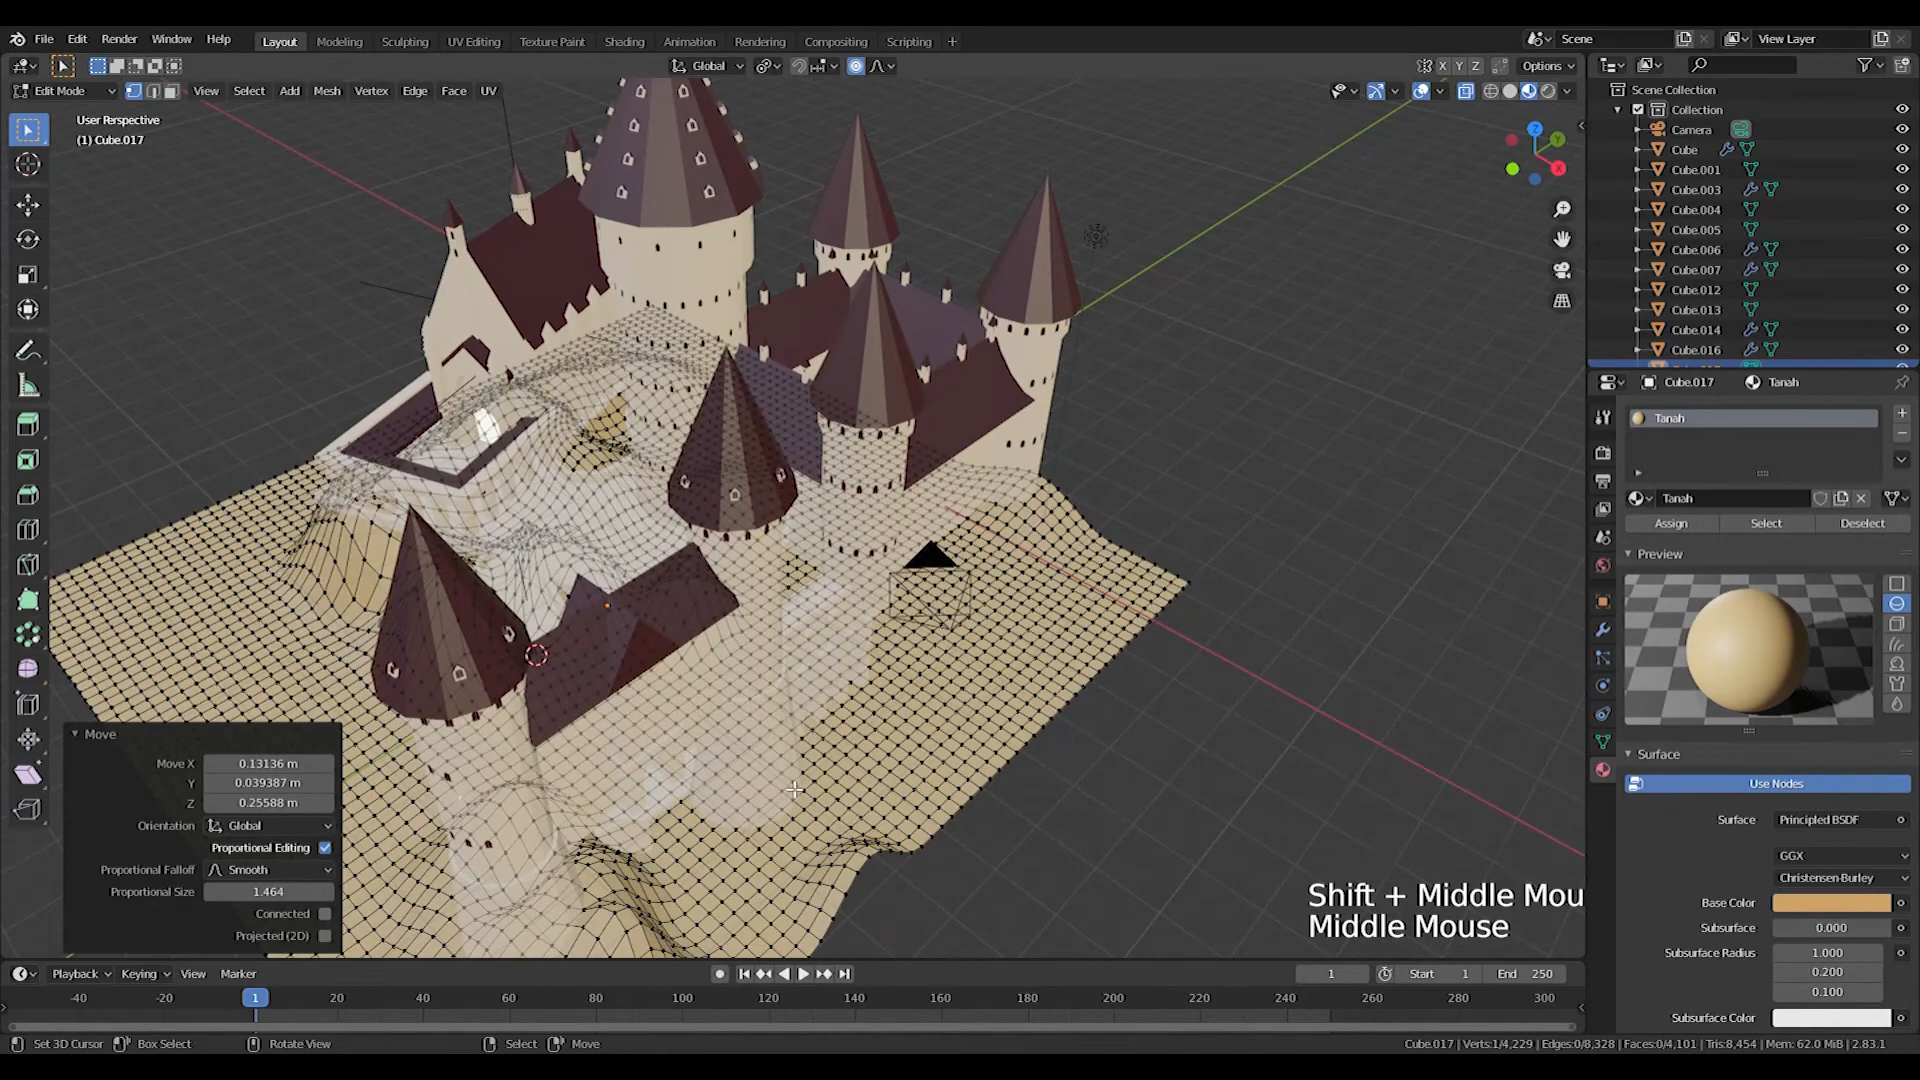 File Edit Render Window Help Layout Modeling Sculpting UV Editing Texture Paint Shading Animation Rendering Compositing Scripting + Scene View Layer
Global X Y Z Options
Edit Mode View Select Add Mesh Vertex Edge Face UV
User Perspective
(1) Cube.017
Z Y X
Scene Collection
Collection
Camera
Cube
Cube.001
Cube.003
Cube.004
Cube.005
Cube.006
Cube.007
Cube.012
Cube.013
Cube.014
Cube.016
Cube.017 Tanah
Tanah
Tanah
Assign Select Deselect
Preview
Surface
Use Nodes
Surface Principled BSDF
GGX
Christensen-Burley
Base Color
Subsurface 0.000
Subsurface Radius 1.000
0.200
0.100
Subsurface Color
Move
Move X 0.13136 m
Y 0.039387 m
Z 0.25588 m
Orientation Global
Proportional Editing
Proportional Falloff Smooth
Proportional Size 1.464
Connected
Projected (2D)
Shift + Middle Mou
Middle Mouse
Playback Keying View Marker 1 Start 1 End 250
-40 -20 1 20 40 60 80 100 120 140 160 180 200 220 240 260 280 300
Set 3D Cursor Box Select Rotate View Select Move Cube.017 | Verts:1/4,229 | Edges:0/8,328 | Faces:0/4,101 | Tris:8,454 | Mem: 62.0 MiB | 2.83.1